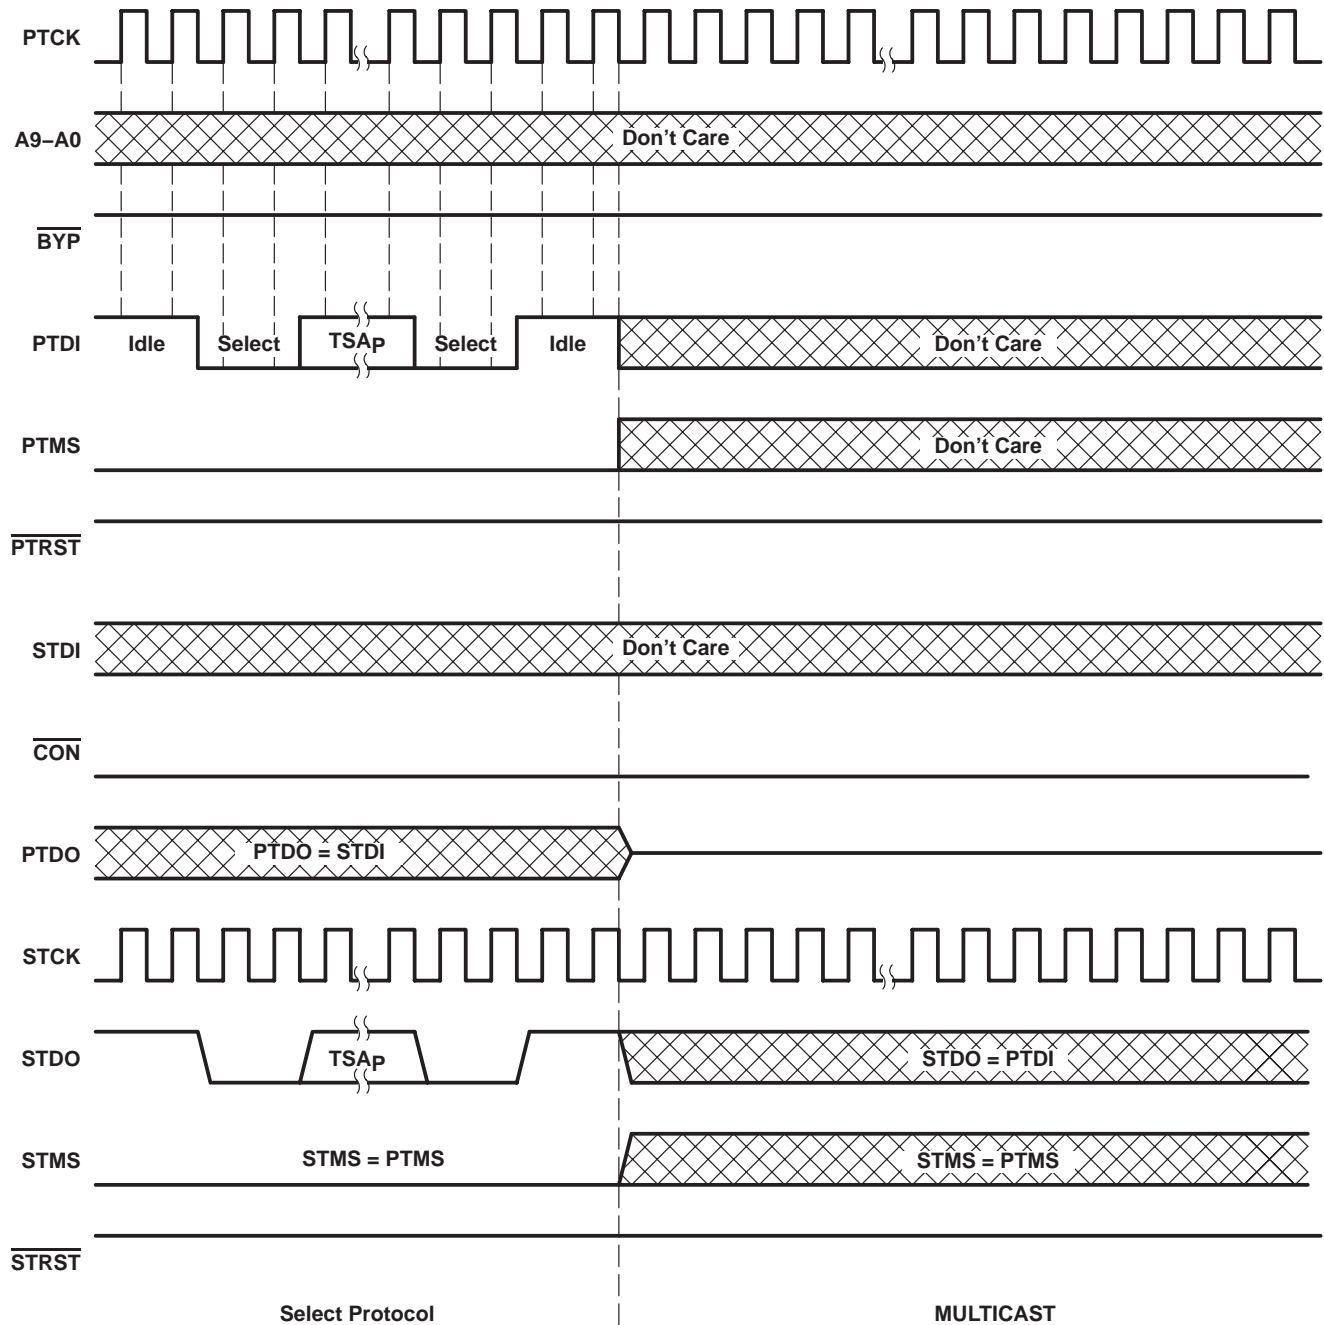 PTCK
A9–A0
Don't Care
BYP
PTDI
Idle
Select
TSAP
Select
Idle
Don't Care
PTMS
Don't Care
PTRST
STDI
Don't Care
CON
PTDO
PTDO = STDI
STCK
STDO
TSAP
STDO = PTDI
STMS
STMS = PTMS
STMS = PTMS
STRST
Select Protocol
MULTICAST